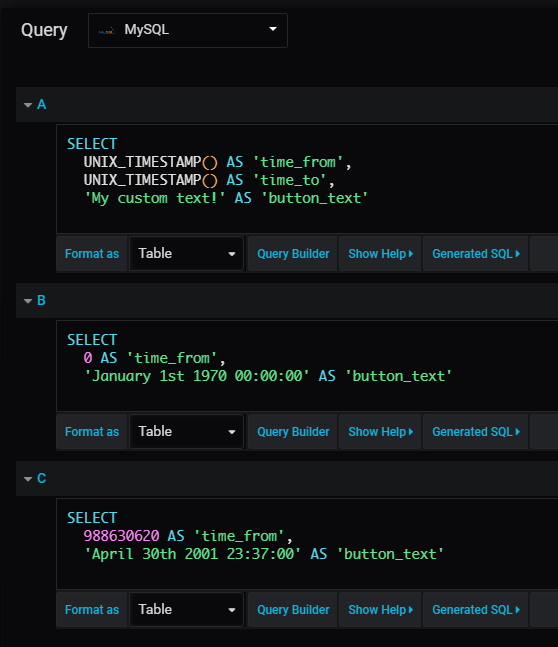 Query MySQL
A
SELECT
UNIX_TIMESTAMP() AS 'time_from',
UNIX_TIMESTAMP() AS 'time_to',
'My custom text!' AS 'button_text'
Format as Table Query Builder Show Help Generated SQL
B
SELECT
0 AS 'time_from',
'January 1st 1970 00:00:00' AS 'button_text'
Format as Table Query Builder Show Help Generated SQL
C
SELECT
988630620 AS 'time_from',
'April 30th 2001 23:37:00' AS 'button_text'
Format as Table Query Builder Show Help Generated SQL